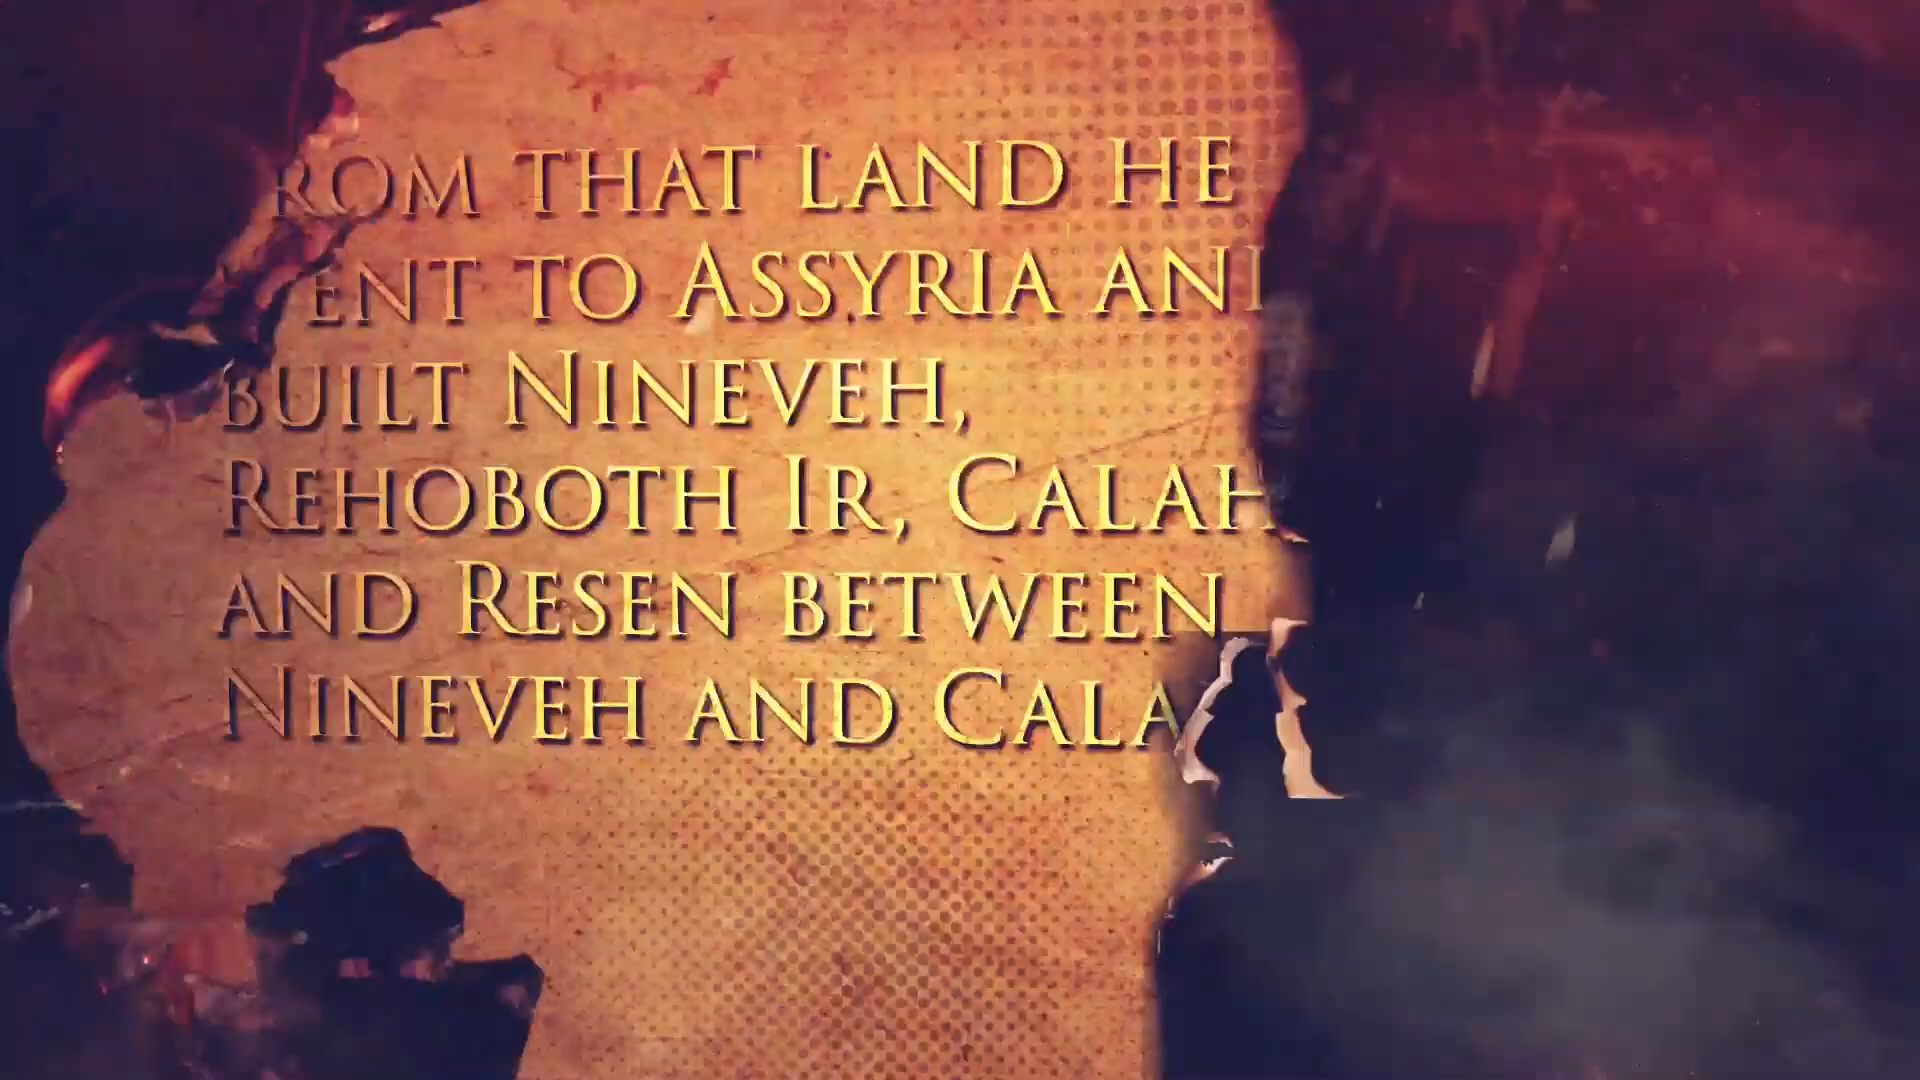 ROM THAT LAND HE
ENT TO ASSYRIA AN
BUILT NINEVEH,
REHOBOTH IR, CALAH
AND RESEN BETWEEN
NINEVEH AND CALA